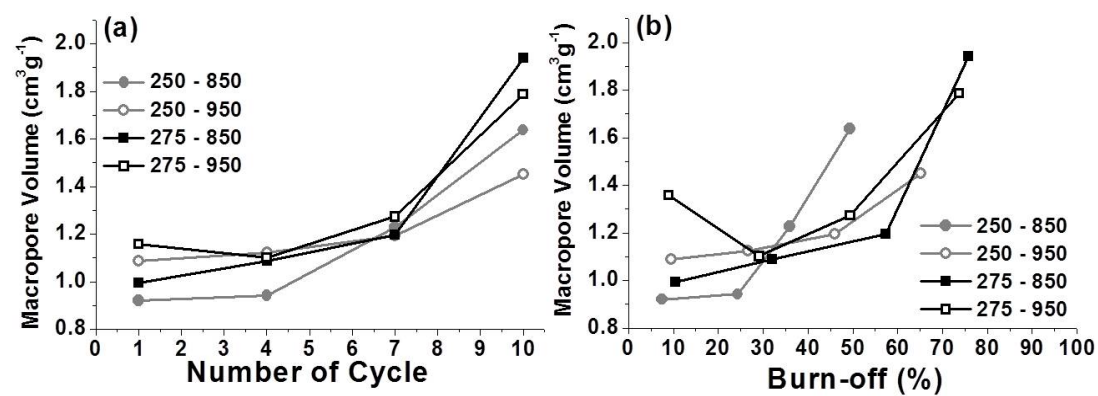 (a)
Macropore Volume (cm³g⁻¹)
2.0
1.8
1.6
1.4
1.2
1.0
0.8
250 - 850
250 - 950
275 - 850
275 - 950
0 1 2 3 4 5 6 7 8 9 10
Number of Cycle
(b)
Macropore Volume (cm³g⁻¹)
2.0
1.8
1.6
1.4
1.2
1.0
0.8
250 - 850
250 - 950
275 - 850
275 - 950
0 10 20 30 40 50 60 70 80 90 100
Burn-off (%)